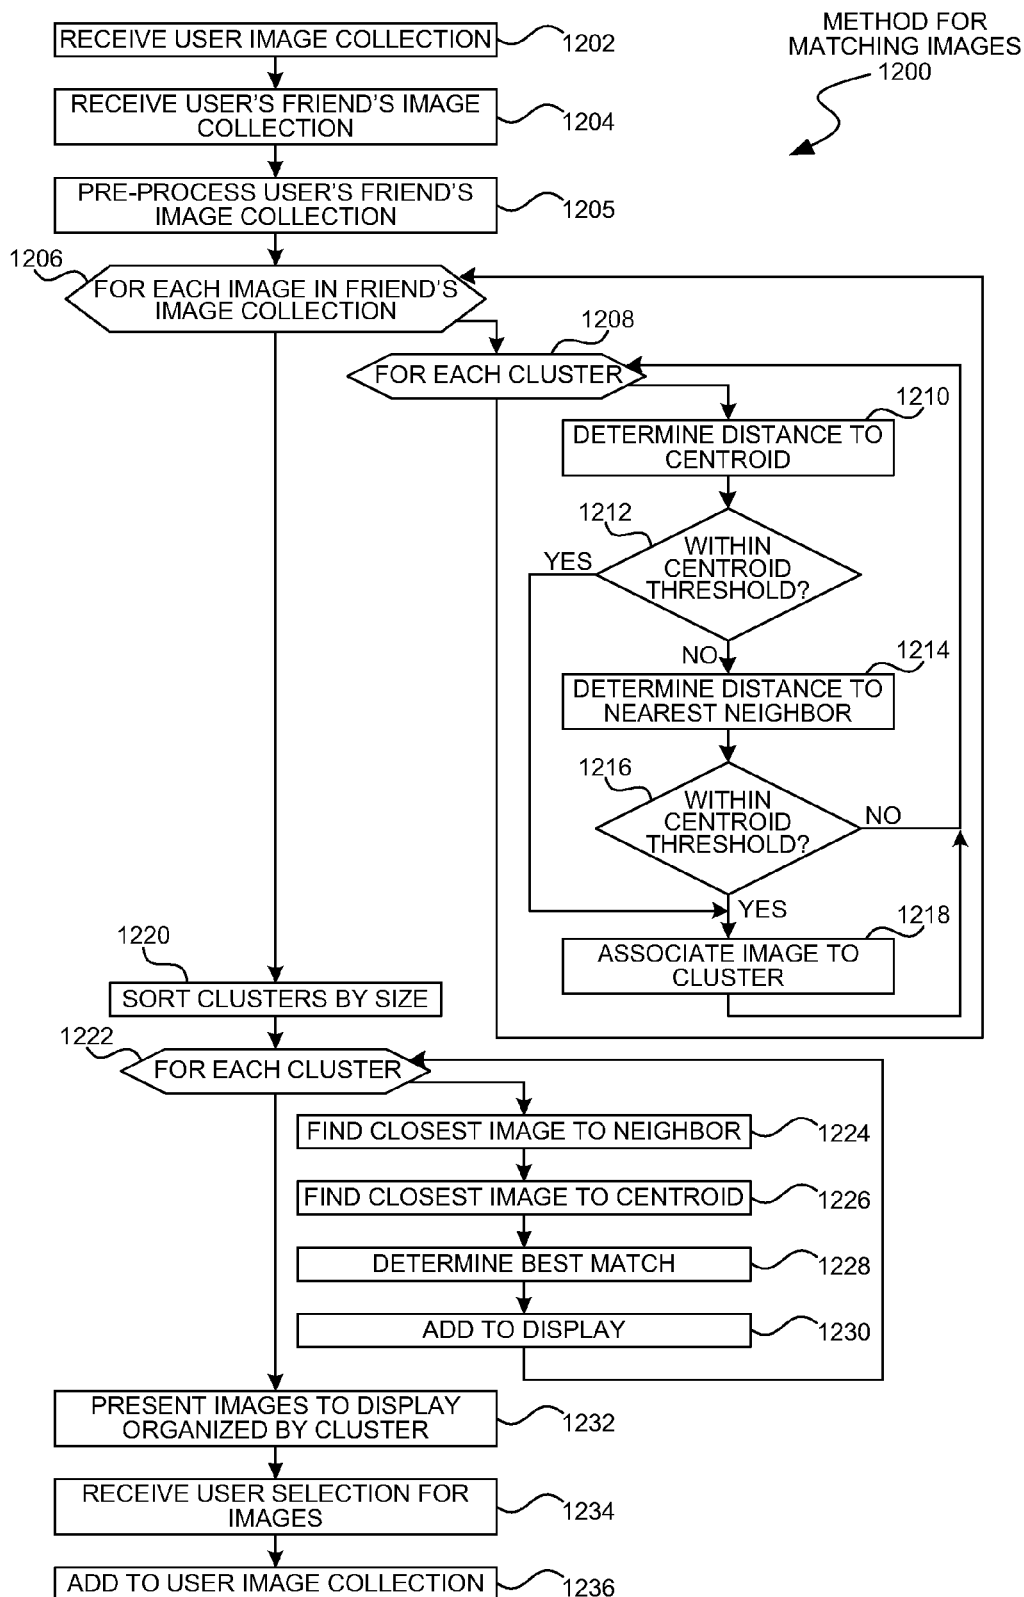 METHOD FOR
MATCHING IMAGES
1200
RECEIVE USER IMAGE COLLECTION
1202
RECEIVE USER'S FRIEND'S IMAGE
COLLECTION
1204
PRE-PROCESS USER'S FRIEND'S
IMAGE COLLECTION
1205
1206
FOR EACH IMAGE IN FRIEND'S
IMAGE COLLECTION
1208
FOR EACH CLUSTER
1210
DETERMINE DISTANCE TO
CENTROID
1212
WITHIN
CENTROID
THRESHOLD?
YES
NO
1214
DETERMINE DISTANCE TO
NEAREST NEIGHBOR
1216
WITHIN
CENTROID
THRESHOLD?
NO
YES
1218
ASSOCIATE IMAGE TO
CLUSTER
1220
SORT CLUSTERS BY SIZE
1222
FOR EACH CLUSTER
FIND CLOSEST IMAGE TO NEIGHBOR
1224
FIND CLOSEST IMAGE TO CENTROID
1226
DETERMINE BEST MATCH
1228
ADD TO DISPLAY
1230
PRESENT IMAGES TO DISPLAY
ORGANIZED BY CLUSTER
1232
RECEIVE USER SELECTION FOR
IMAGES
1234
ADD TO USER IMAGE COLLECTION
1236